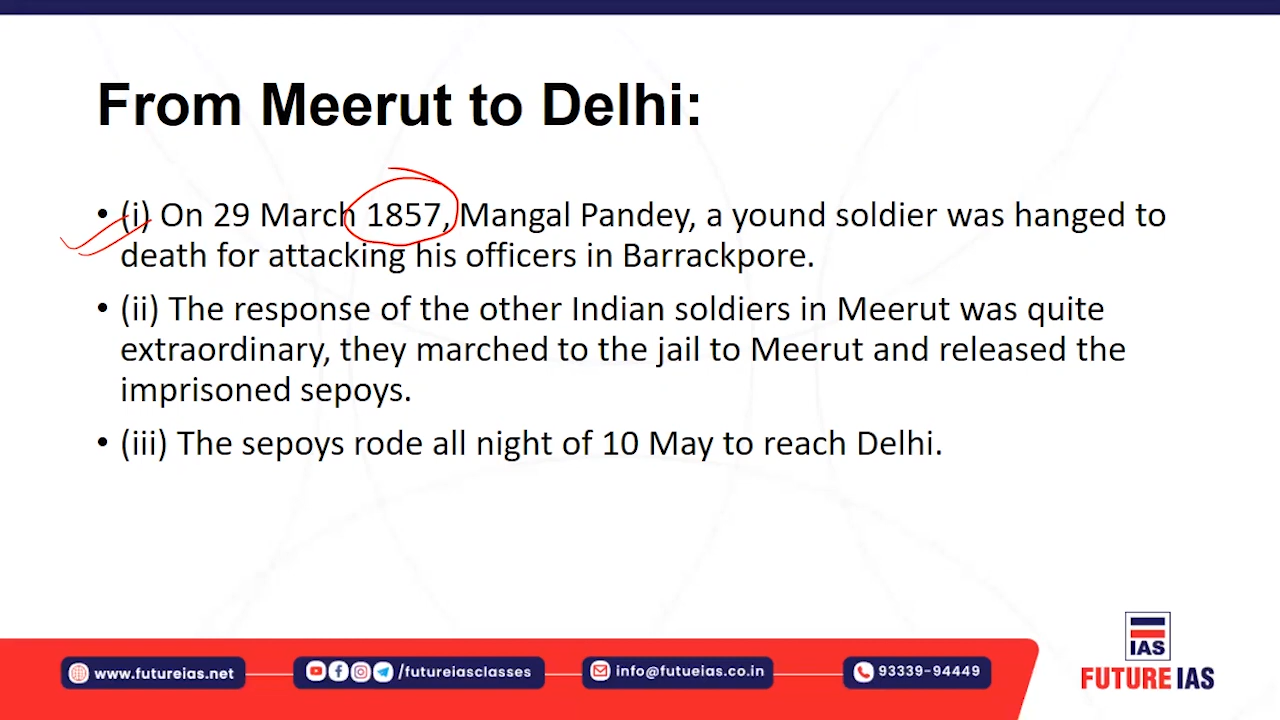 From Meerut to Delhi:
• (i) On 29 March 1857, Mangal Pandey, a yound soldier was hanged to
death for attacking his officers in Barrackpore.
• (ii) The response of the other Indian soldiers in Meerut was quite
extraordinary, they marched to the jail to Meerut and released the
imprisoned sepoys.
• (iii) The sepoys rode all night of 10 May to reach Delhi.
IAS
www.futureias.net
/futureiasclasses
info@futueias.co.in
93339-94449
FUTURE IAS